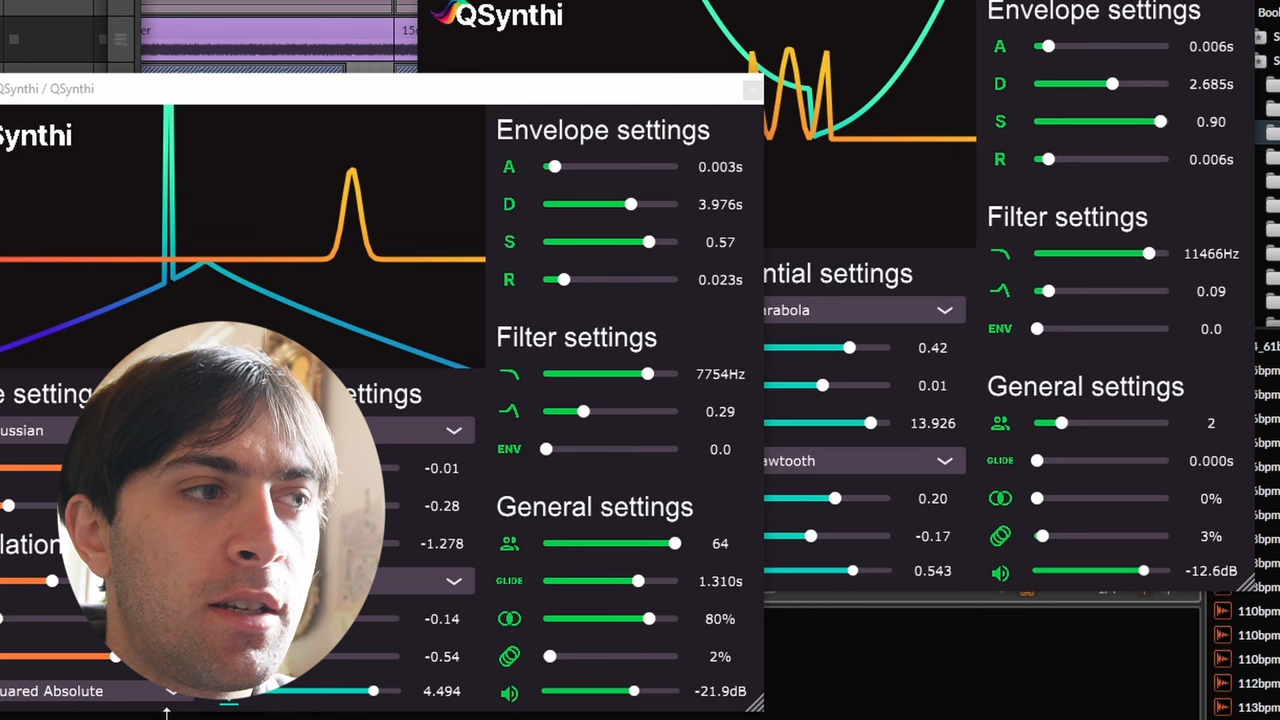 QSynthi
Envelope settings
A 0.006s
D 2.685s
S 0.90
R 0.006s
Filter settings
11466Hz
0.09
ENV 0.0
General settings
2
GLIDE 0.000s
0%
3%
-12.6dB
ntial settings
arabola
0.42
0.01
13.926
awtooth
0.20
-0.17
0.543
QSynthi / QSynthi
Synthi
Envelope settings
A 0.003s
D 3.976s
S 0.57
R 0.023s
Filter settings
7754Hz
0.29
ENV 0.0
General settings
64
GLIDE 1.310s
80%
2%
-21.9dB
e setting
ettings
ussian
-0.01
-0.28
-1.278
lation
-0.14
-0.54
uared Absolute
4.494
110bpm
110bpm
110bpm
112bpm
113bpm